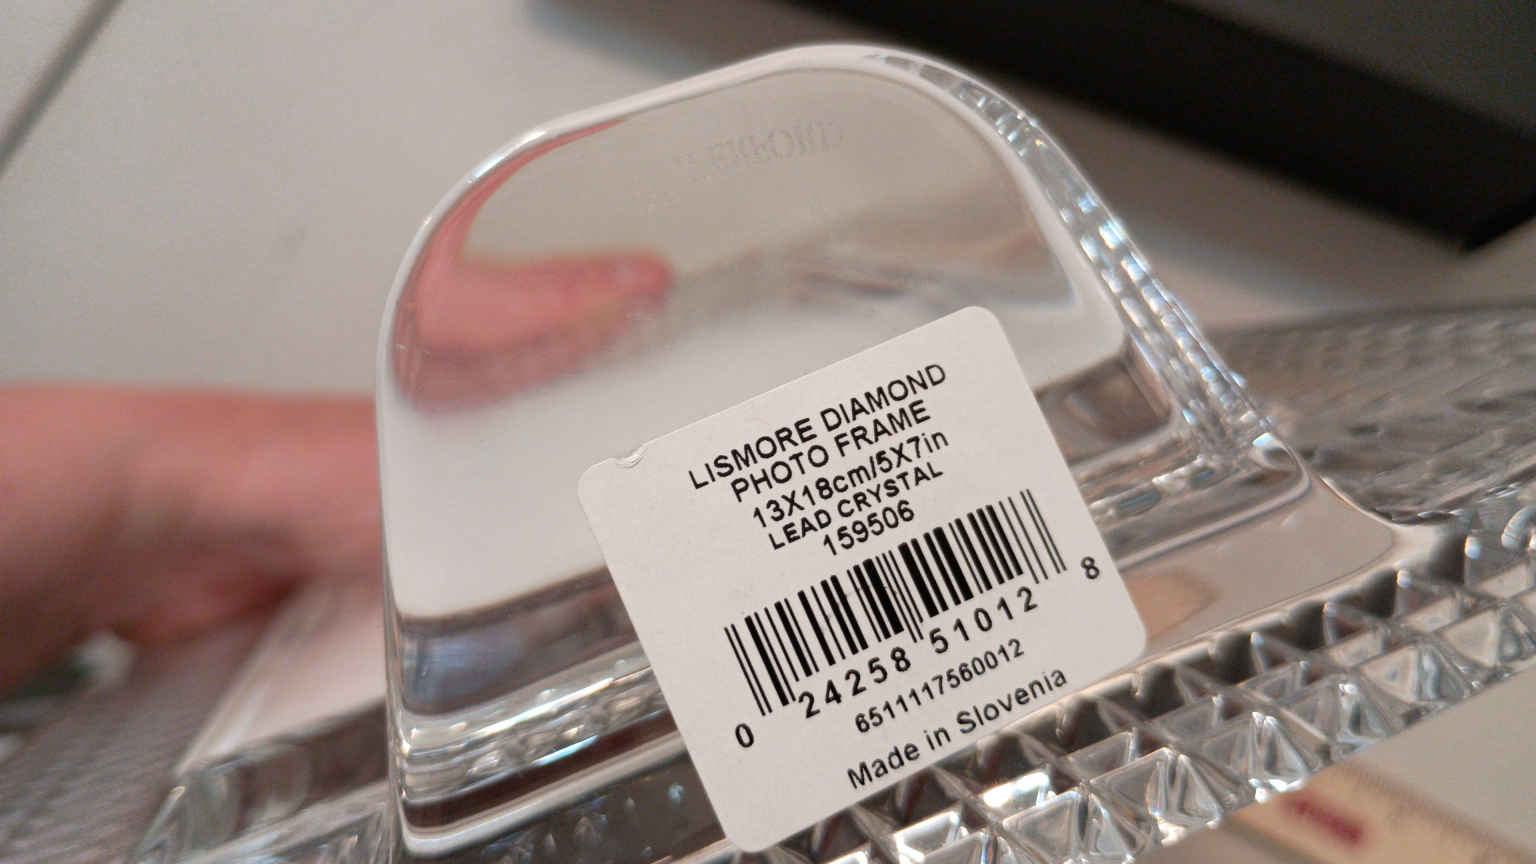 LISMORE DIAMOND
PHOTO FRAME
13X18cm/5X7in
LEAD CRYSTAL
159506
0 24258 51012 8
6511117560012
Made in Slovenia